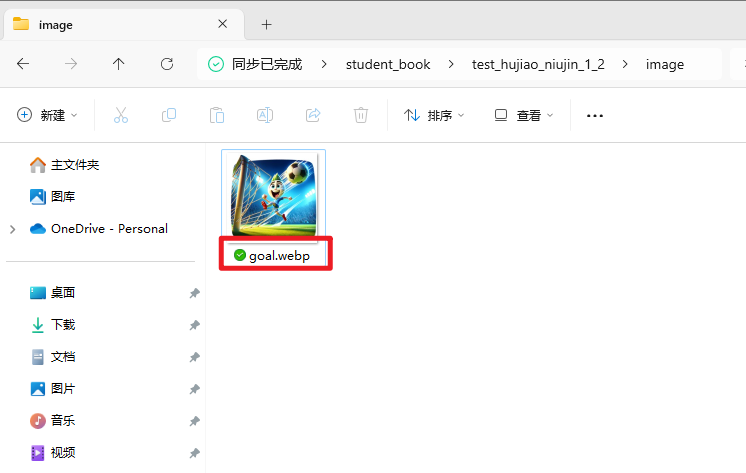 image
同步已完成 student_book test_hujiao_niujin_1_2 image
新建 排序 查看
主文件夹
图库
OneDrive - Personal
goal.webp
桌面
下载
文档
图片
音乐
视频